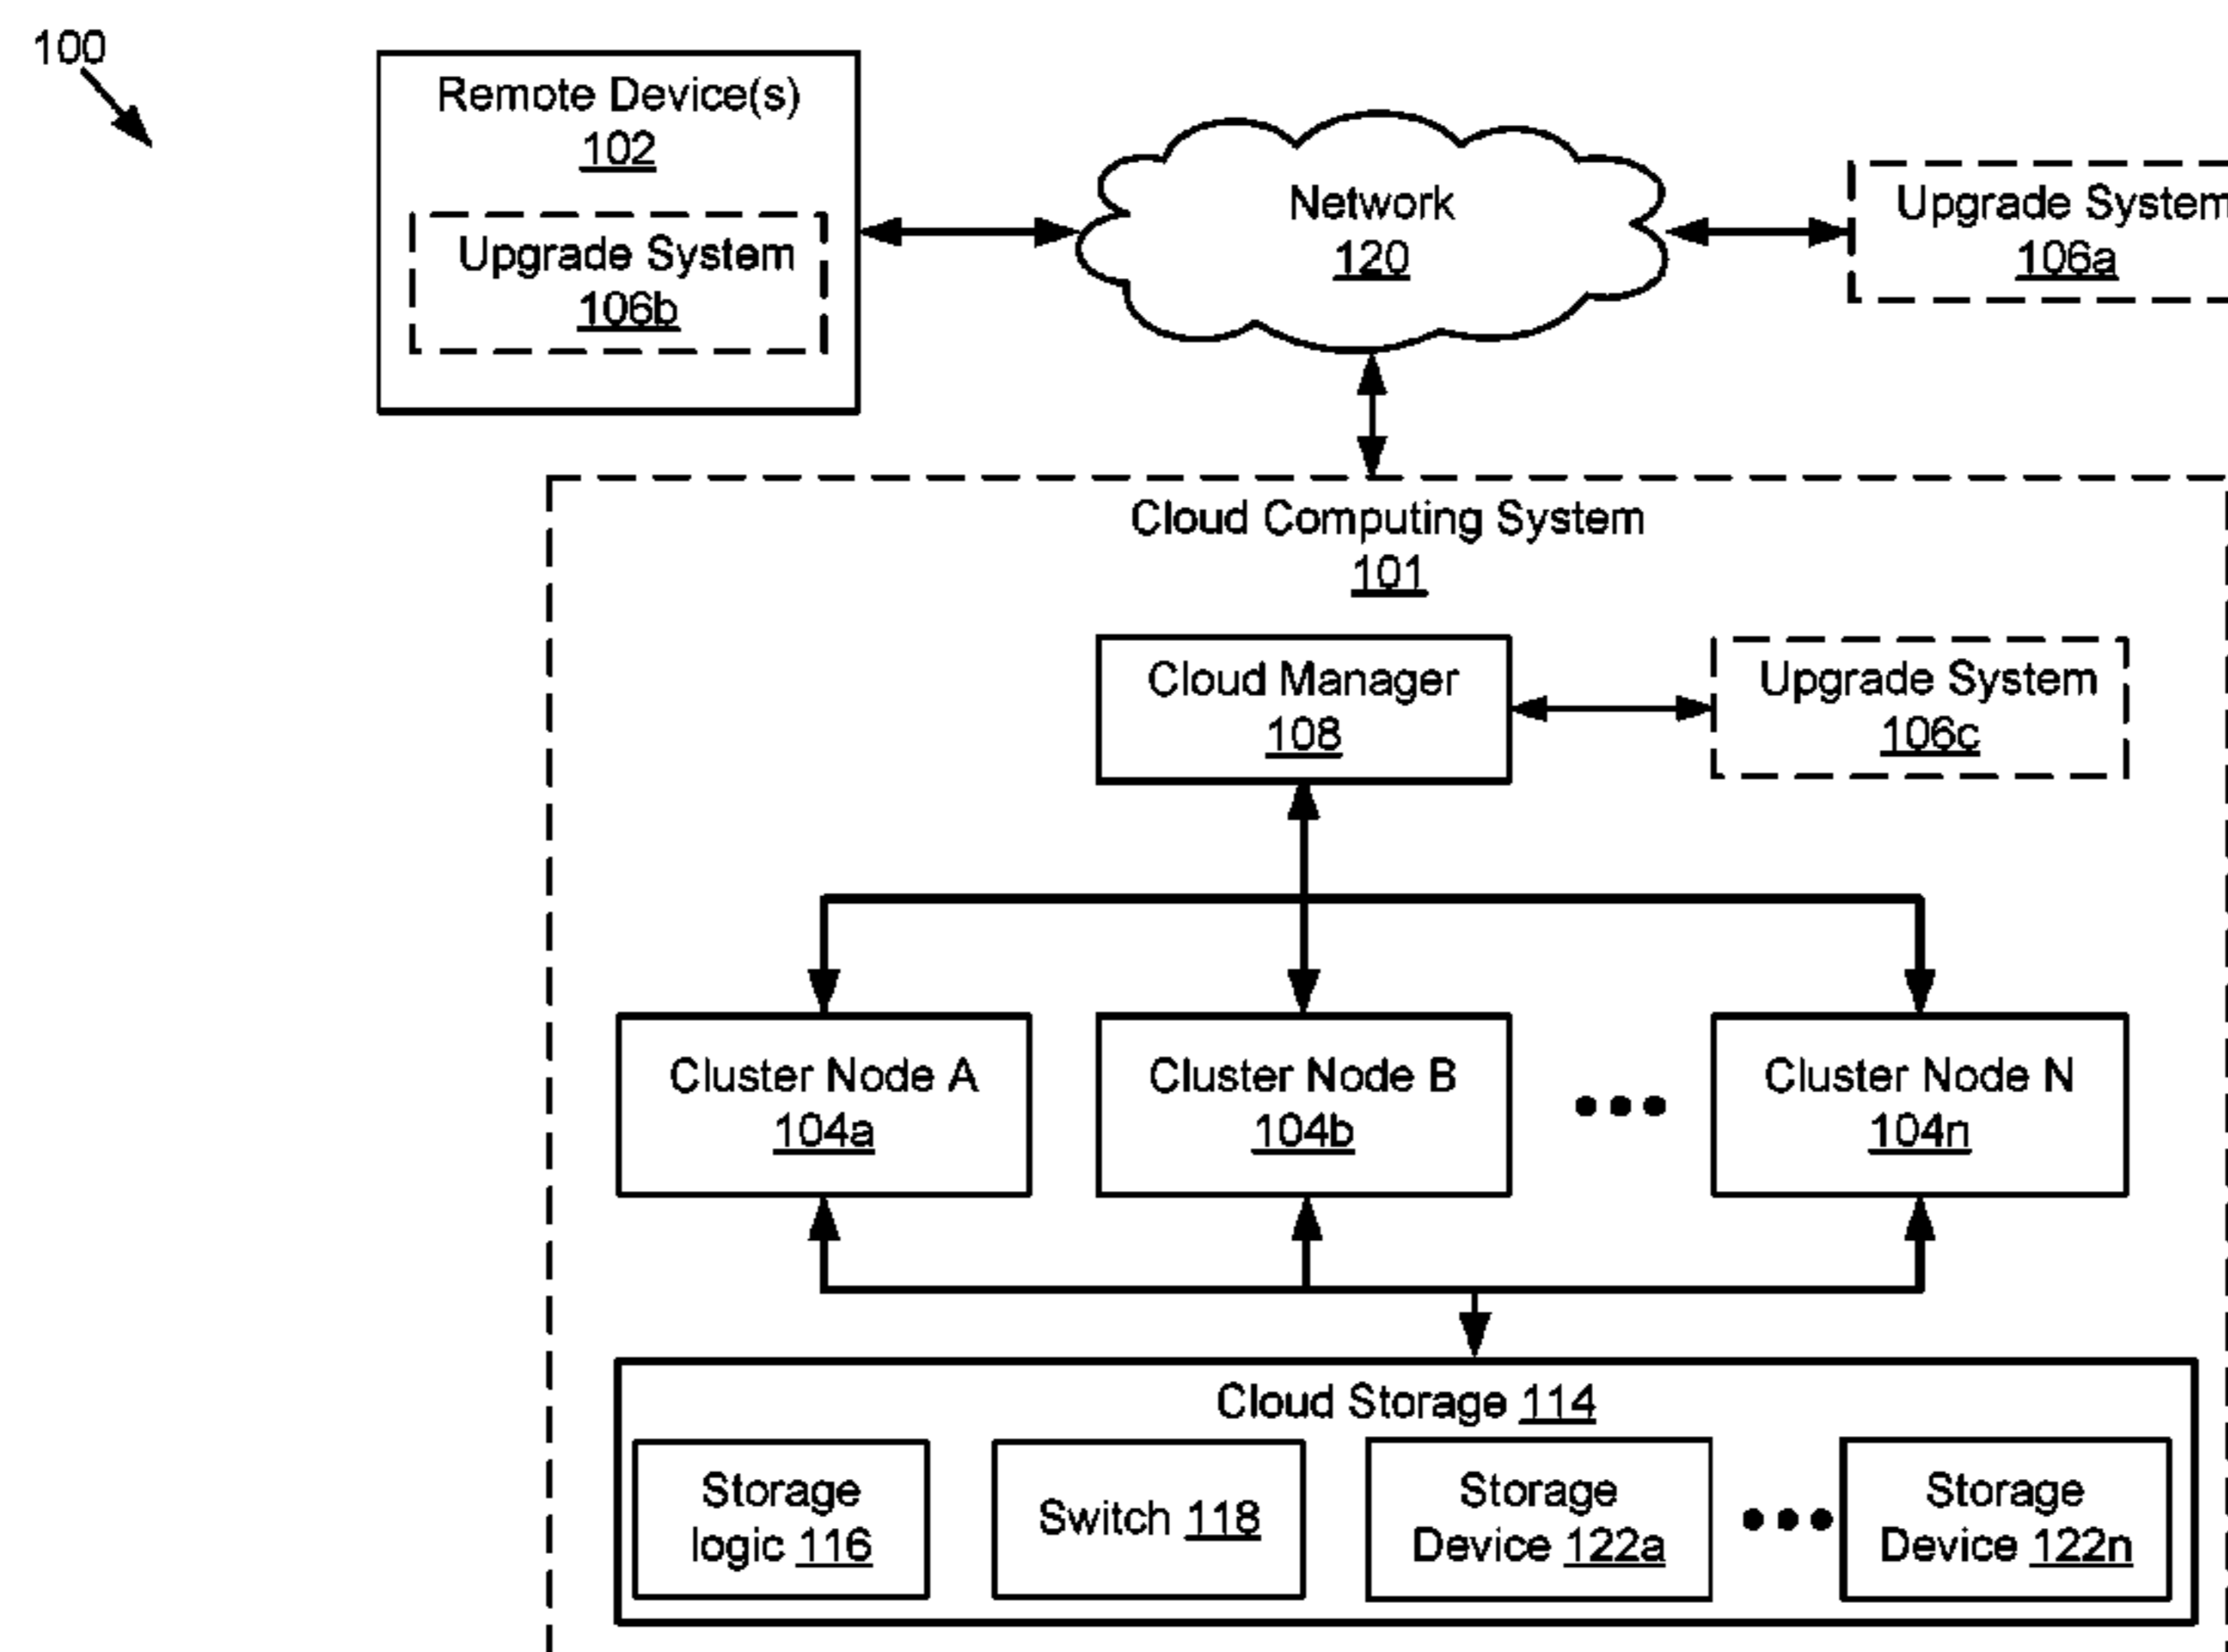 100
Remote Device(s)
102
Upgrade System
106b
Network
120
Upgrade System
106a
Cloud Computing System
101
Cloud Manager
108
Upgrade System
106c
Cluster Node A
104a
Cluster Node B
104b
Cluster Node N
104n
Cloud Storage 114
Storage
logic 116
Switch 118
Storage
Device 122a
Storage
Device 122n